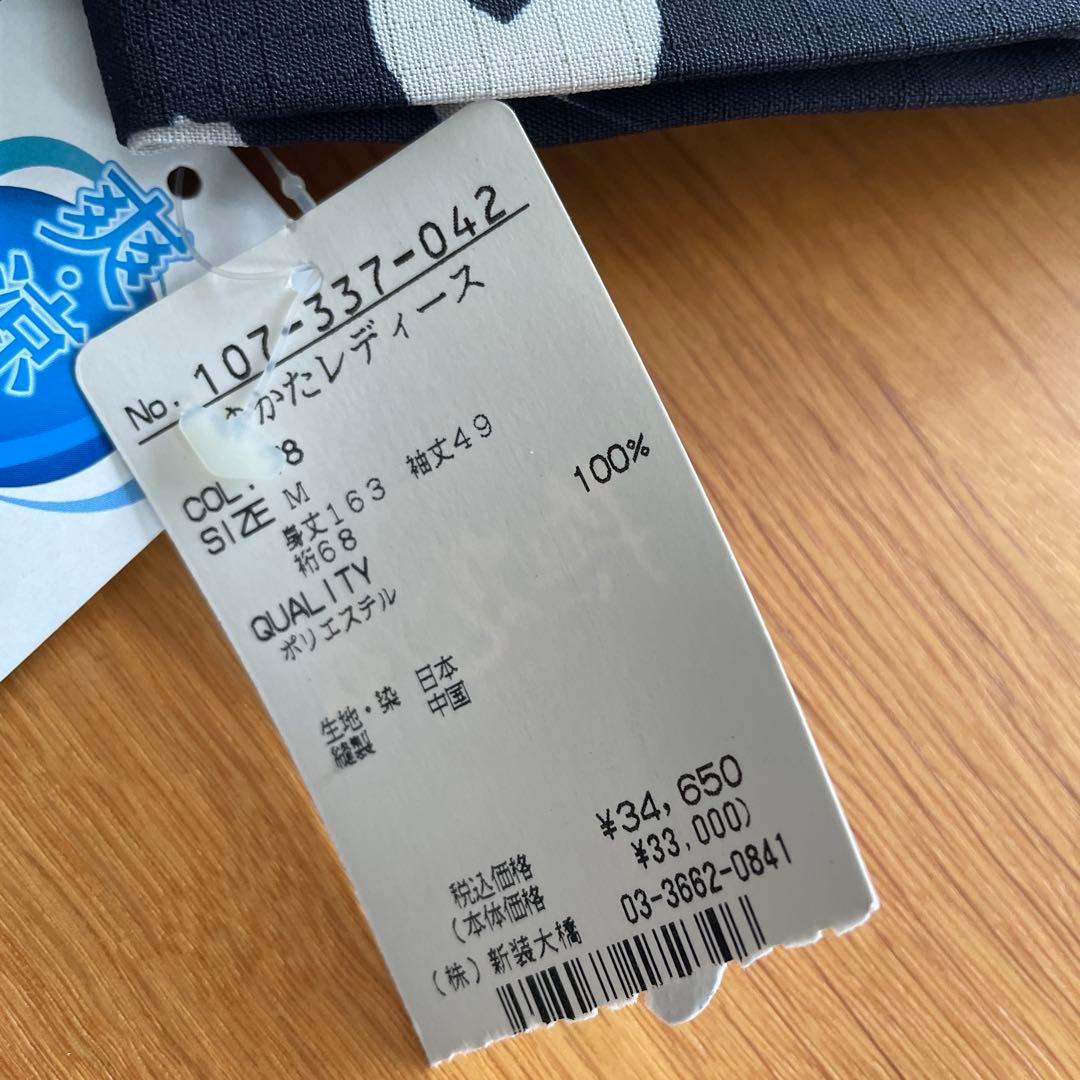 爽涼
No. 107-337-042
かたレディース
COL. 8
SIZE M
身丈163 袖丈49
裄68
QUALITY
ポリエステル 100%
生地・染 日本
縫製 中国
税込価格 ¥34,650
(本体価格 ¥33,000)
(株)新装大橋 03-3662-0841